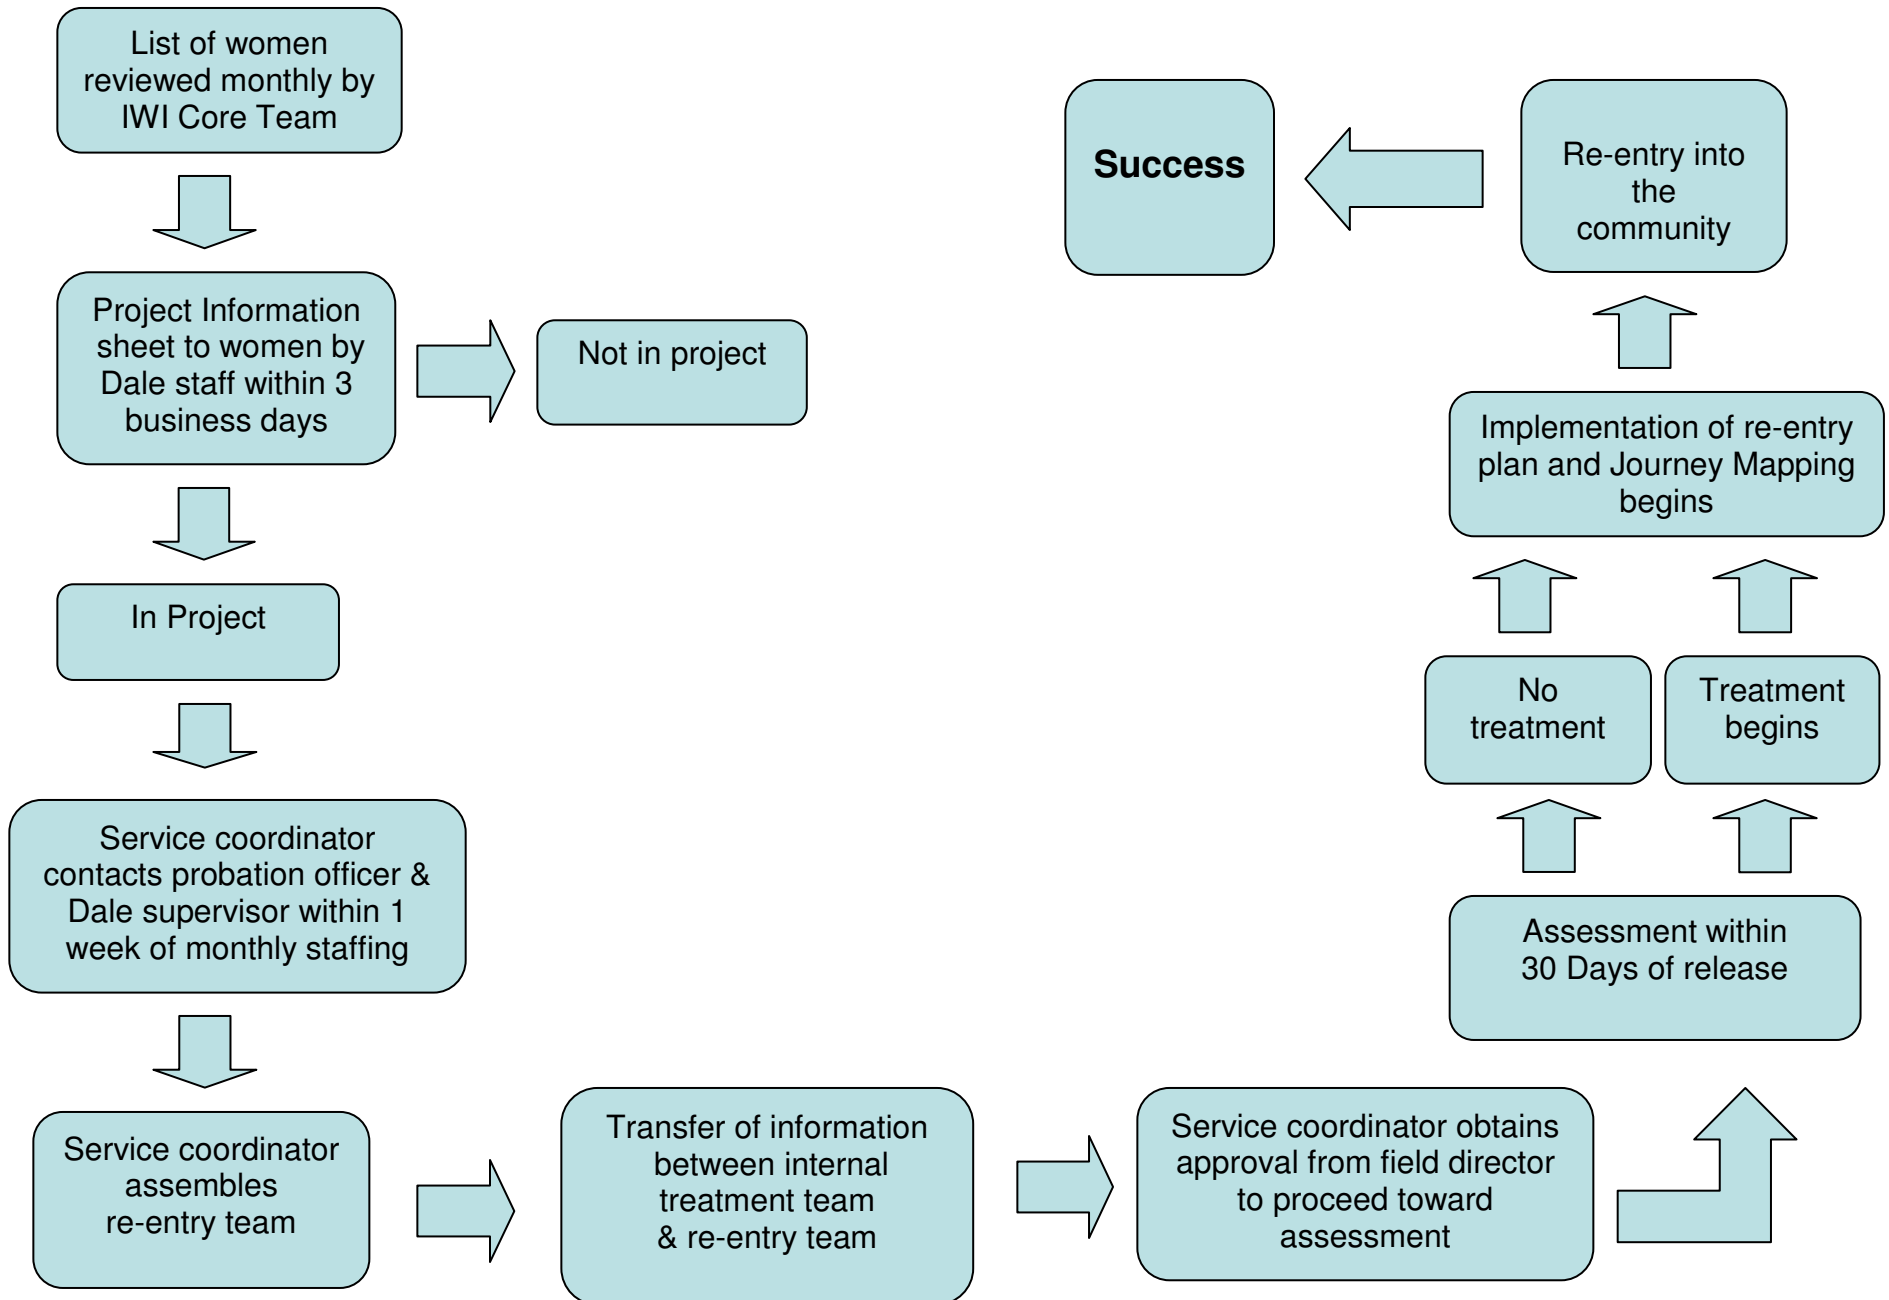 List of women
reviewed monthly by
IWI Core Team
Project Information
sheet to women by
Dale staff within 3
business days
Not in project
In Project
Service coordinator
contacts probation officer &
Dale supervisor within 1
week of monthly staffing
Service coordinator
assembles
re-entry team
Transfer of information
between internal
treatment team
& re-entry team
Service coordinator obtains
approval from field director
to proceed toward
assessment
Assessment within
30 Days of release
No
treatment
Treatment
begins
Implementation of re-entry
plan and Journey Mapping
begins
Re-entry into
the
community
Success